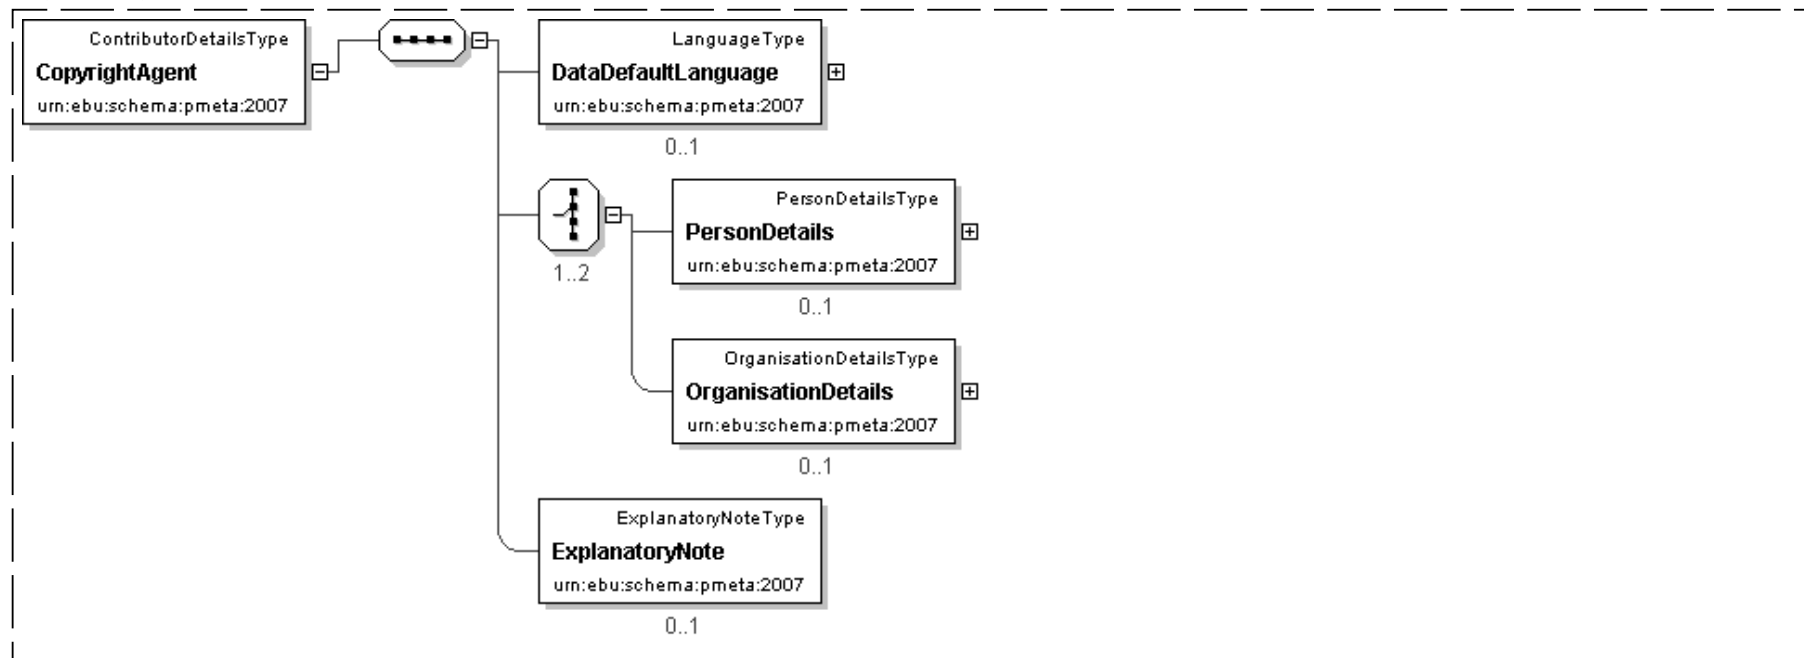 ContributorDetailsType
CopyrightAgent
urn:ebu:schema:pmeta:2007
LanguageType
DataDefaultLanguage
urn:ebu:schema:pmeta:2007
0..1
1..2
PersonDetailsType
PersonDetails
urn:ebu:schema:pmeta:2007
0..1
OrganisationDetailsType
OrganisationDetails
urn:ebu:schema:pmeta:2007
0..1
ExplanatoryNoteType
ExplanatoryNote
urn:ebu:schema:pmeta:2007
0..1